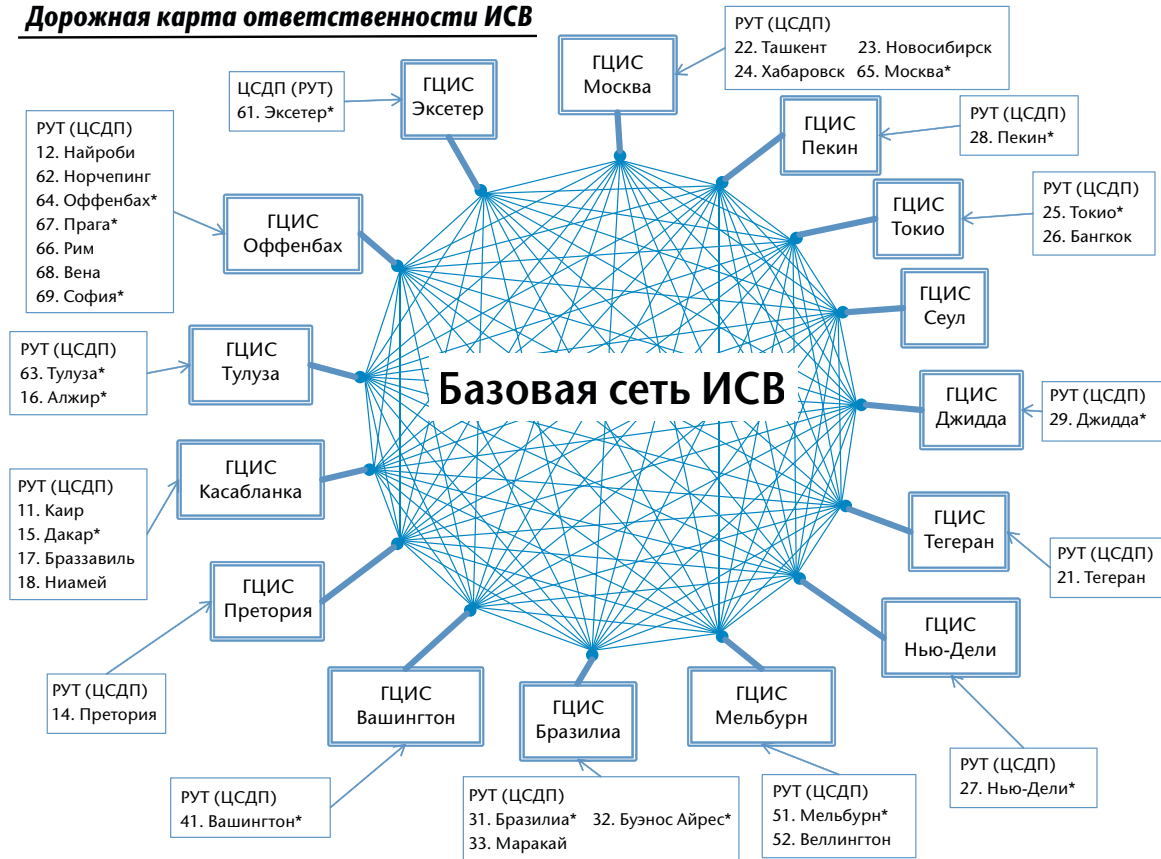 Дорожная карта ответственности ИСВ
РУТ (ЦСДП)
22. Ташкент 23. Новосибирск
24. Хабаровск 65. Москва*
ГЦИС
Москва
ЦСДП (РУТ)
61. Эксетер*
ГЦИС
Эксетер
ГЦИС
Пекин
РУТ (ЦСДП)
28. Пекин*
РУТ (ЦСДП)
12. Найроби
62. Норчепинг
64. Оффенбах*
67. Прага*
66. Рим
68. Вена
69. София*
ГЦИС
Оффенбах
ГЦИС
Токио
РУТ (ЦСДП)
25. Токио*
26. Бангкок
ГЦИС
Сеул
РУТ (ЦСДП)
63. Тулуза*
16. Алжир*
ГЦИС
Тулуза
Базовая сеть ИСВ
ГЦИС
Джидда
РУТ (ЦСДП)
29. Джидда*
РУТ (ЦСДП)
11. Каир
15. Дакар*
17. Браззавиль
18. Ниамей
ГЦИС
Касабланка
ГЦИС
Тегеран
РУТ (ЦСДП)
21. Тегеран
ГЦИС
Претория
РУТ (ЦСДП)
14. Претория
ГЦИС
Нью-Дели
РУТ (ЦСДП)
27. Нью-Дели*
ГЦИС
Вашингтон
РУТ (ЦСДП)
41. Вашингтон*
ГЦИС
Бразилиа
РУТ (ЦСДП)
31. Бразилиа* 32. Буэнос Айрес*
33. Маракай
ГЦИС
Мельбурн
РУТ (ЦСДП)
51. Мельбурн*
52. Веллингтон